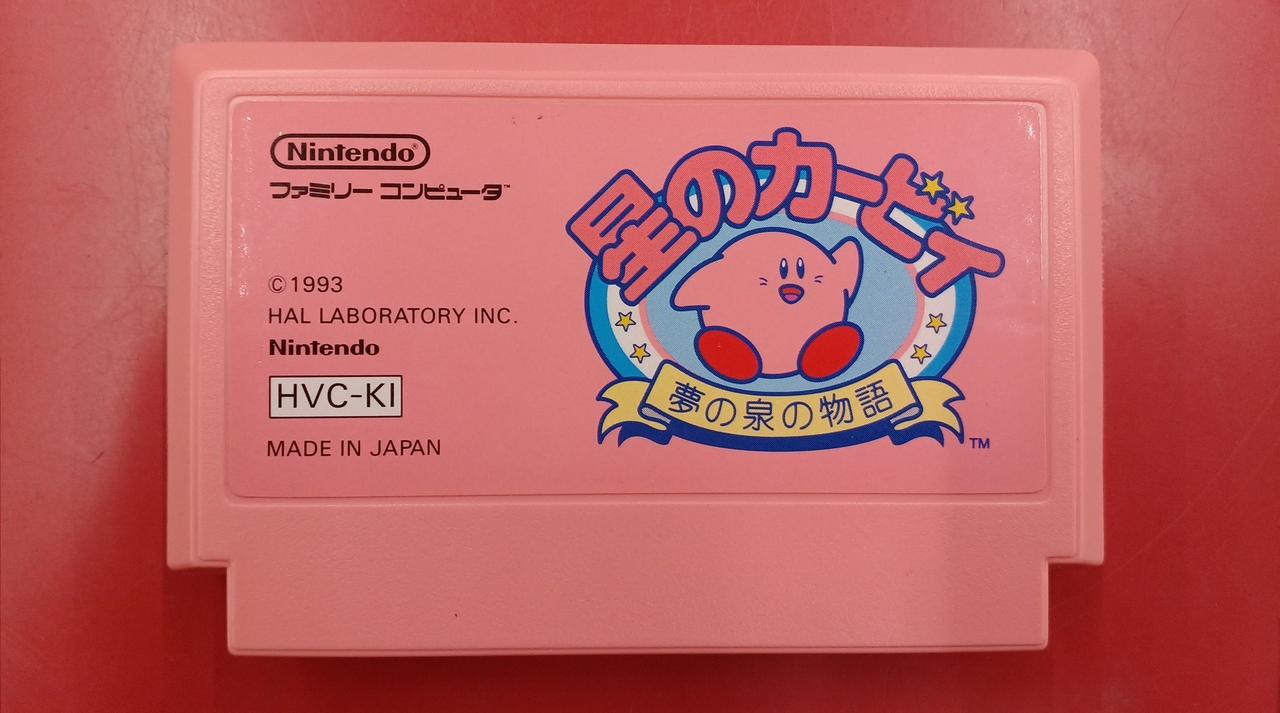 Nintendo®
ファミリー コンピュータ™
©1993
HAL LABORATORY INC.
Nintendo
HVC-KI
MADE IN JAPAN
星のカービィ
夢の泉の物語
TM